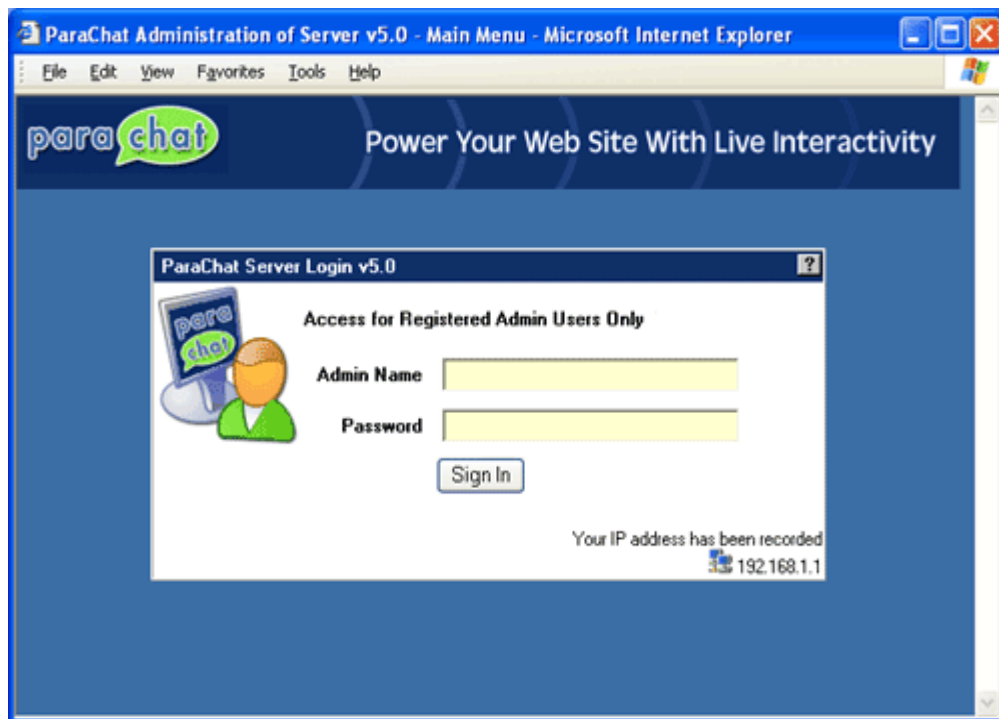 ParaChat Administration of Server v5.0 - Main Menu - Microsoft Internet Explorer
File Edit View Favorites Tools Help
para chat Power Your Web Site With Live Interactivity
ParaChat Server Login v5.0 ?
para
chat
Access for Registered Admin Users Only
Admin Name
Password
Sign In
Your IP address has been recorded
192.168.1.1